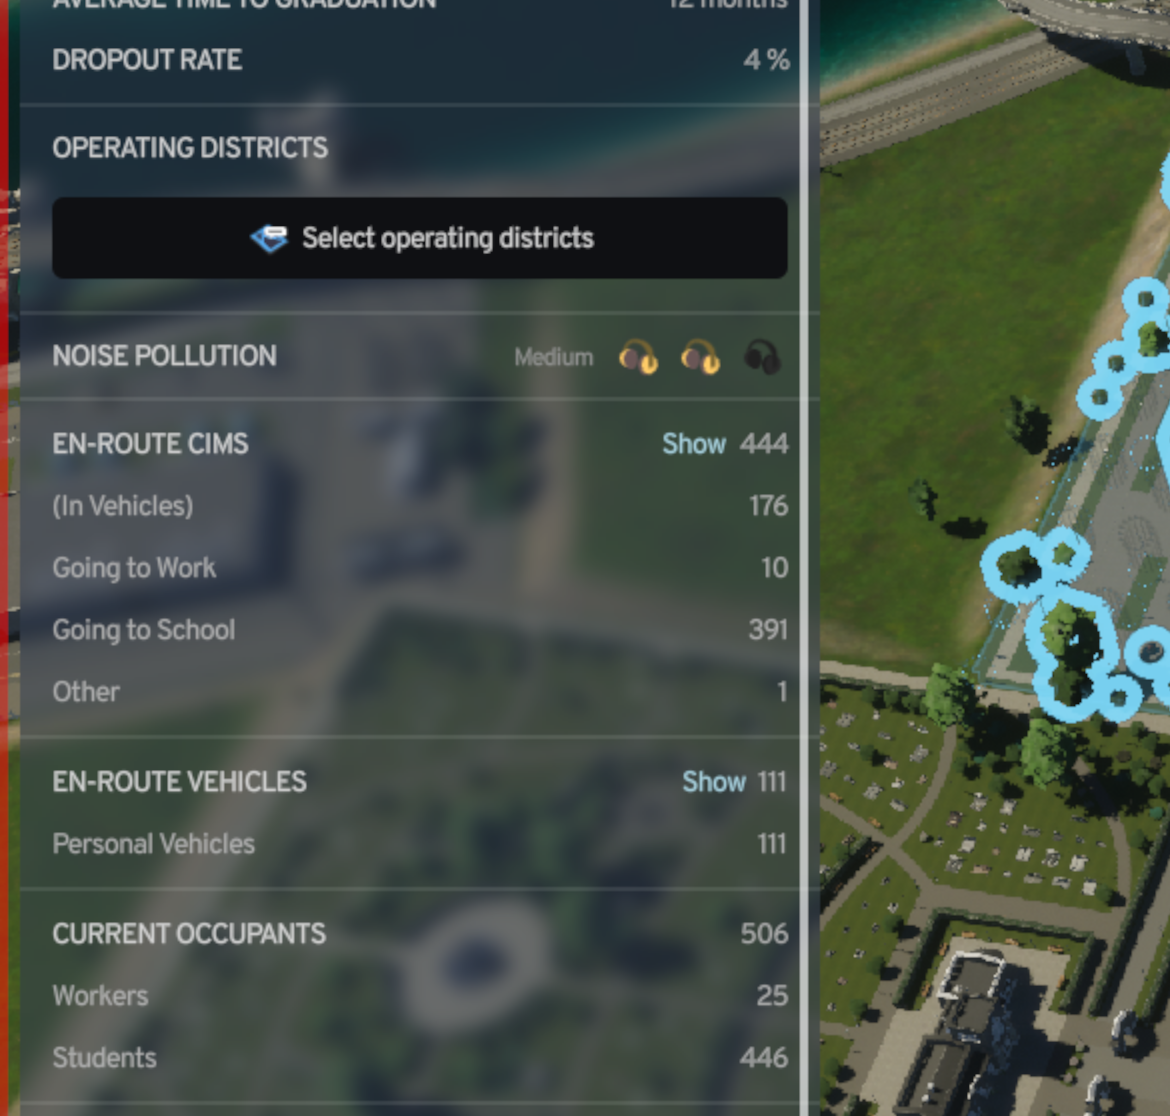 AVERAGE TIME TO GRADUATION 12 months
DROPOUT RATE 4 %
OPERATING DISTRICTS
Select operating districts
NOISE POLLUTION Medium
EN-ROUTE CIMS Show 444
(In Vehicles) 176
Going to Work 10
Going to School 391
Other 1
EN-ROUTE VEHICLES Show 111
Personal Vehicles 111
CURRENT OCCUPANTS 506
Workers 25
Students 446